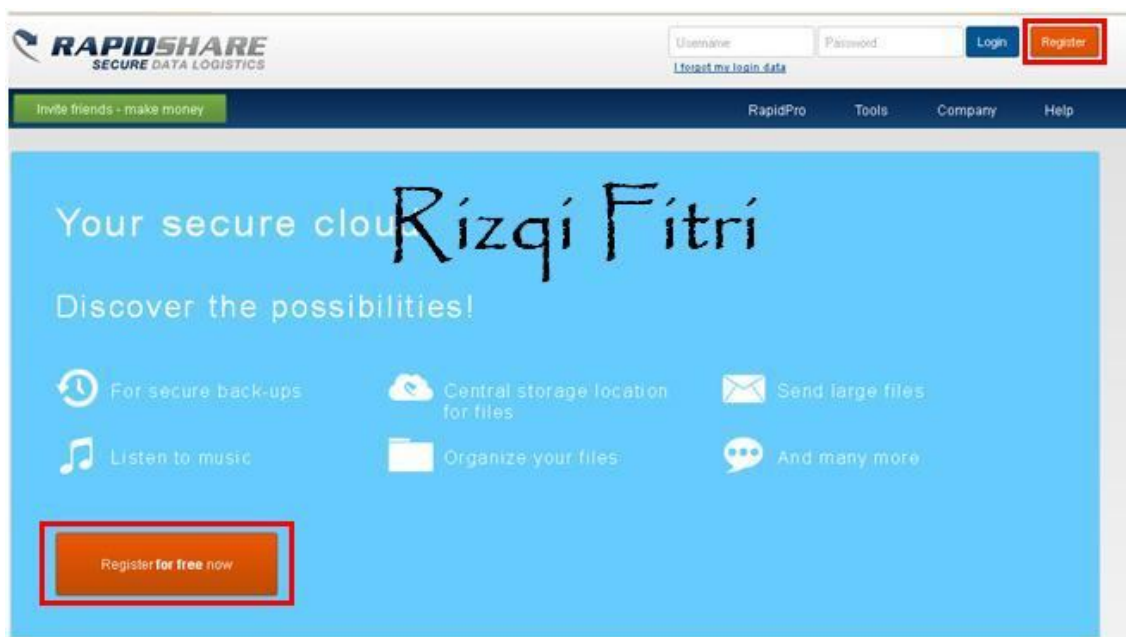 RAPIDSHARE
SECURE DATA LOGISTICS
Username Password Login Register
I forgot my login data
Invite friends - make money RapidPro Tools Company Help
Your secure cloud
Rizqi Fitri
Discover the possibilities!
For secure back-ups
Central storage location
for files
Send large files
Listen to music
Organize your files
And many more
Register for free now